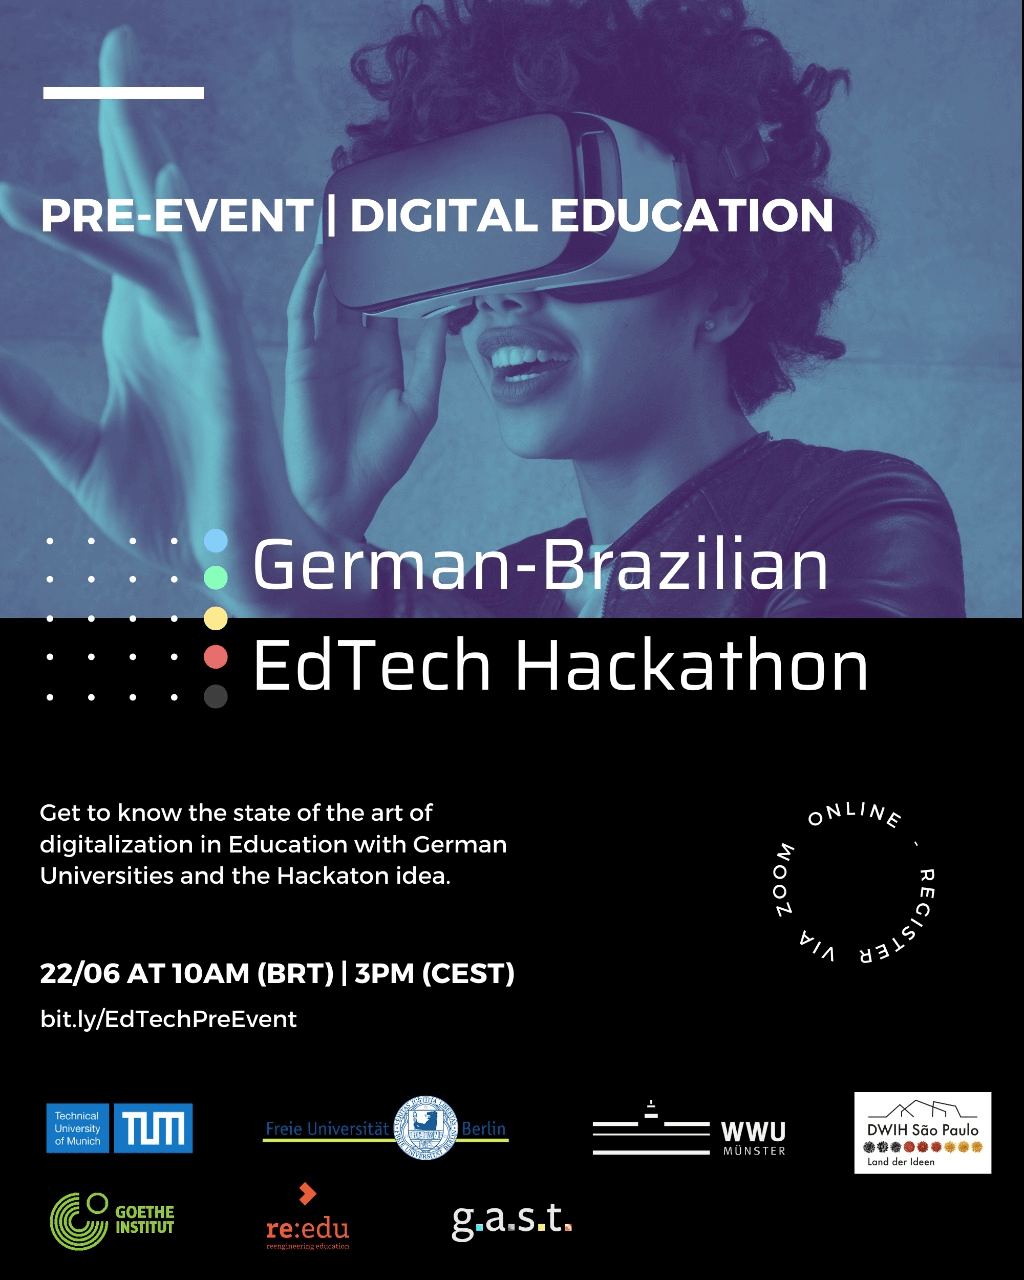 PRE-EVENT | DIGITAL EDUCATION
German-Brazilian
EdTech Hackathon
Get to know the state of the art of
digitalization in Education with German
Universities and the Hackaton idea.
ONLINE - REGISTER VIA ZOOM
22/06 AT 10AM (BRT) | 3PM (CEST)
bit.ly/EdTechPreEvent
Technical
University
of Munich
TUM
Freie Universität Berlin
WWU
MÜNSTER
DWIH São Paulo
Land der Ideen
GOETHE
INSTITUT
re:edu
reengineering education
g.a.s.t.